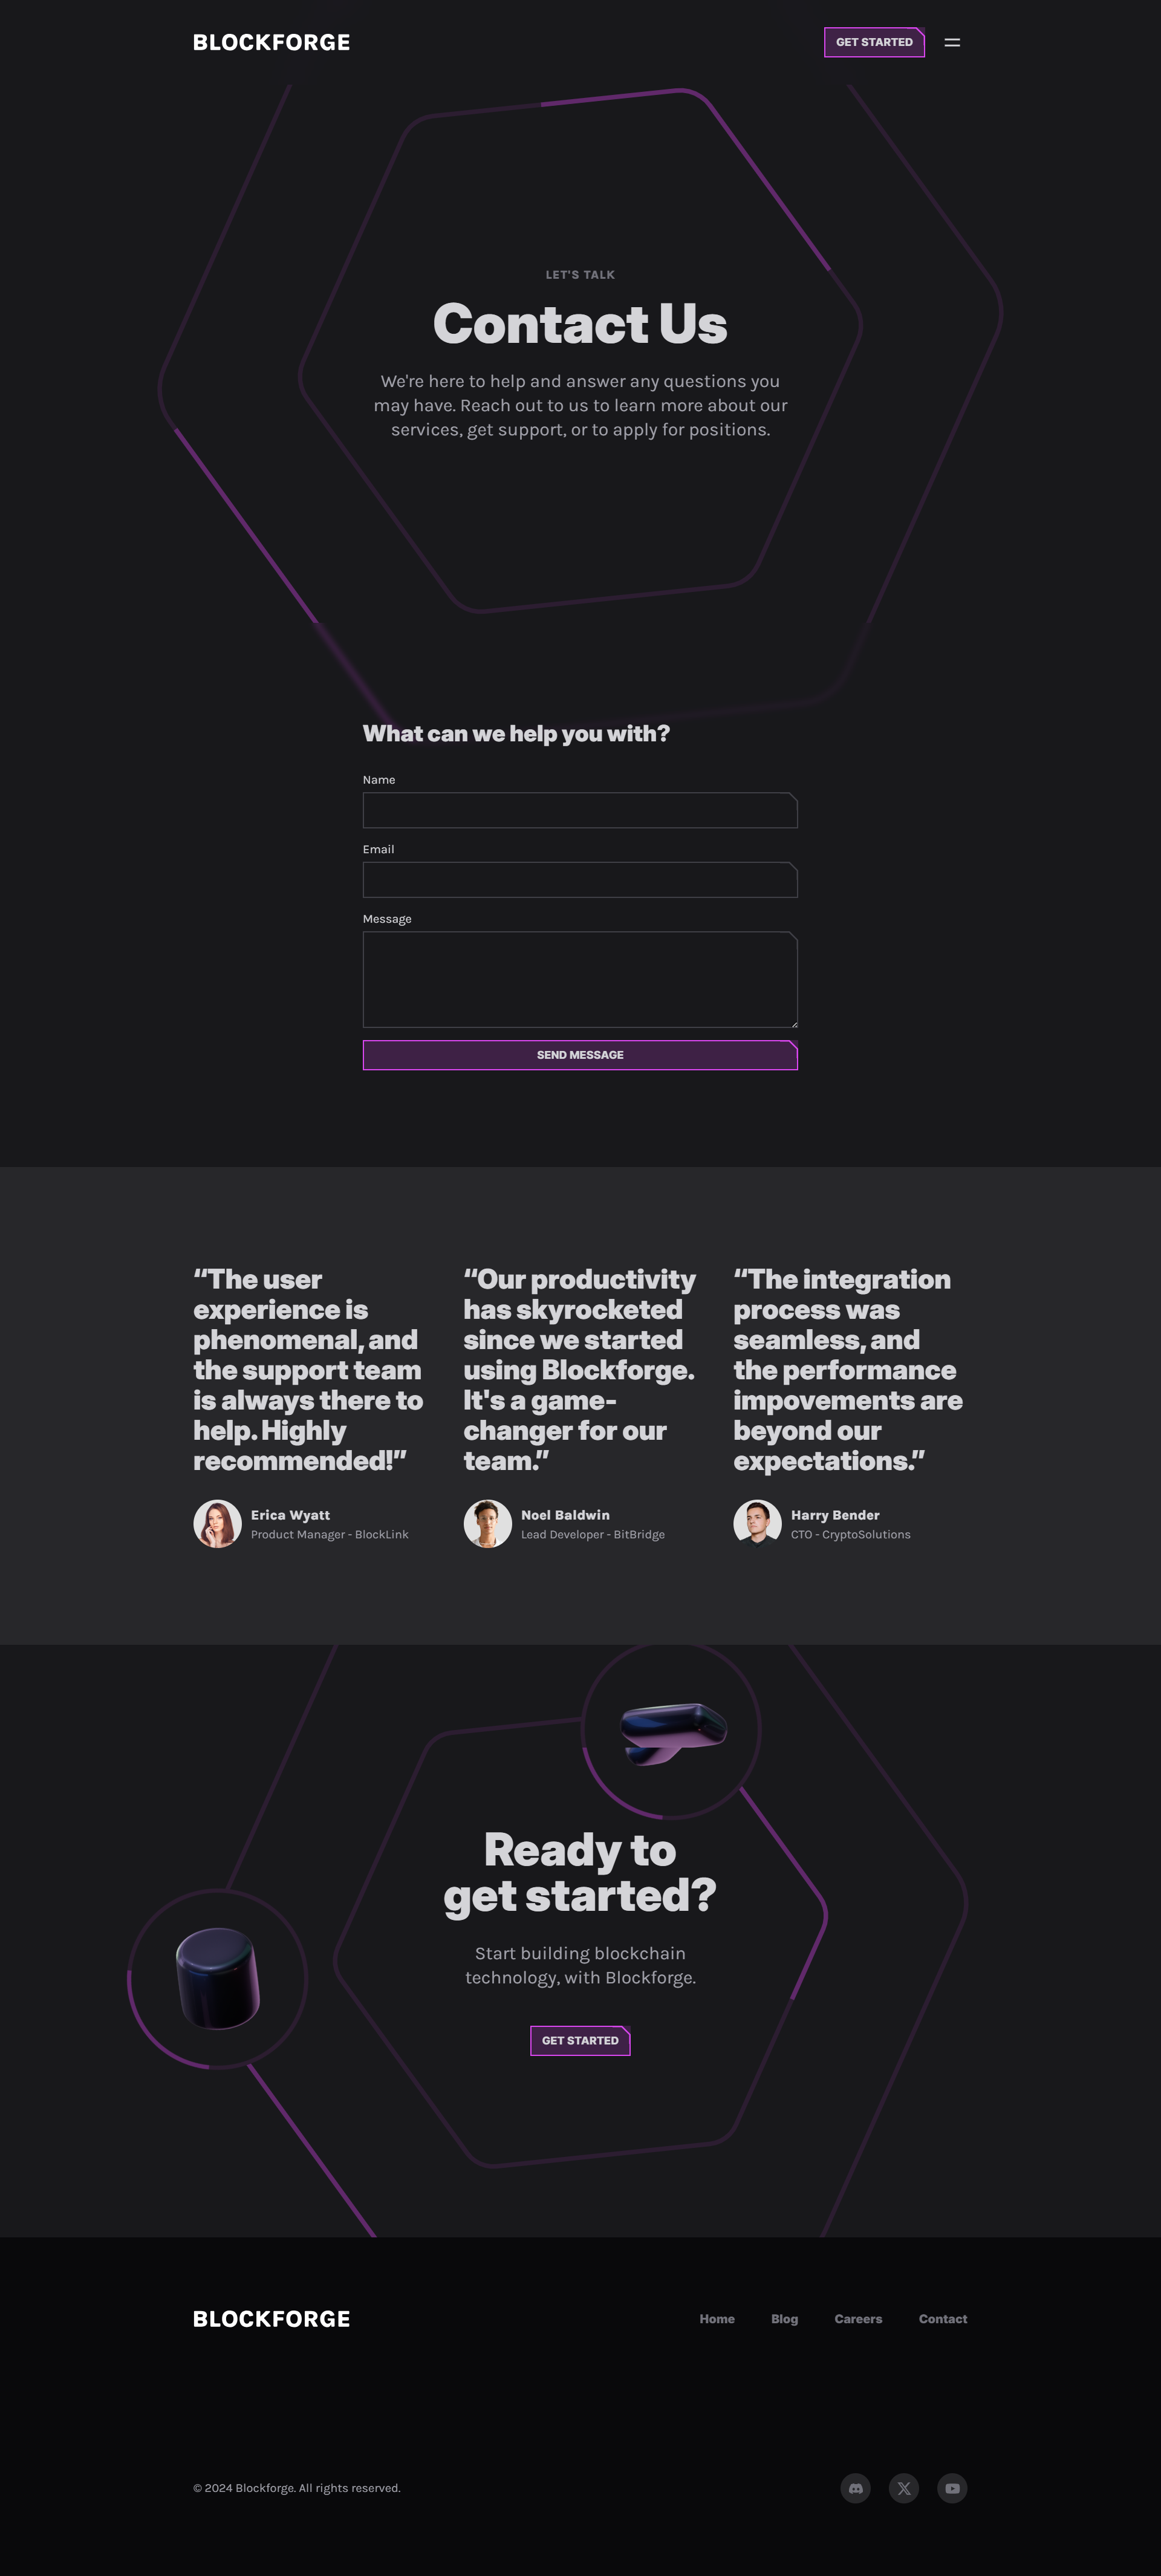 BLOCKFORGE
GET STARTED
LET'S TALK
Contact Us
We're here to help and answer any questions you
may have. Reach out to us to learn more about our
services, get support, or to apply for positions.
What can we help you with?
Name
Email
Message
SEND MESSAGE
“The user
experience is
phenomenal, and
the support team
is always there to
help. Highly
recommended!”
Erica Wyatt
Product Manager - BlockLink
“Our productivity
has skyrocketed
since we started
using Blockforge.
It's a game-
changer for our
team.”
Noel Baldwin
Lead Developer - BitBridge
“The integration
process was
seamless, and
the performance
impovements are
beyond our
expectations.”
Harry Bender
CTO - CryptoSolutions
Ready to
get started?
Start building blockchain
technology, with Blockforge.
GET STARTED
BLOCKFORGE
Home
Blog
Careers
Contact
© 2024 Blockforge. All rights reserved.